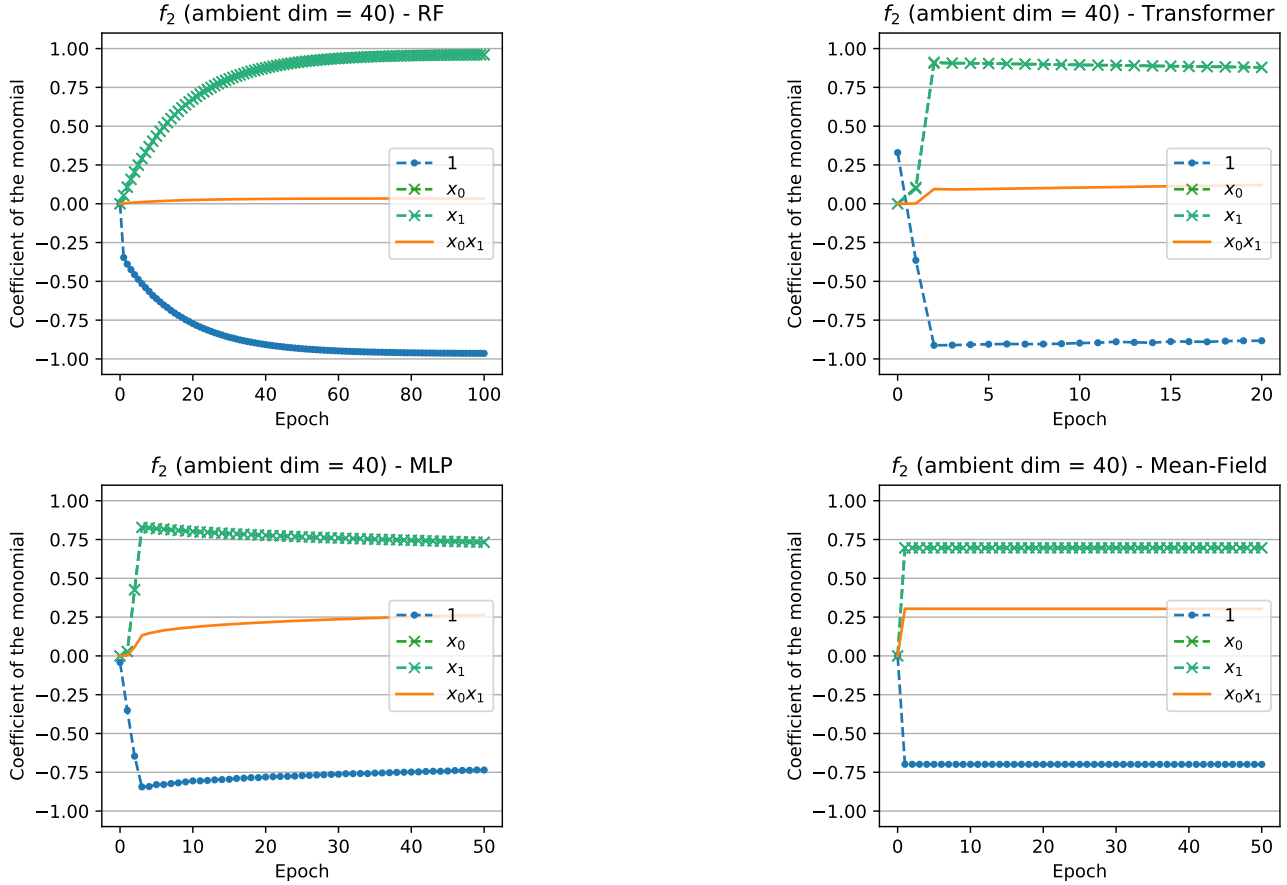 f₂ (ambient dim = 40) - RF
Coefficient of the monomial
1.00
0.75
0.50
0.25
0.00
−0.25
−0.50
−0.75
−1.00
1
x₀
x₁
x₀x₁
0 20 40 60 80 100
Epoch
f₂ (ambient dim = 40) - Transformer
Coefficient of the monomial
1.00
0.75
0.50
0.25
0.00
−0.25
−0.50
−0.75
−1.00
1
x₀
x₁
x₀x₁
0 5 10 15 20
Epoch
f₂ (ambient dim = 40) - MLP
Coefficient of the monomial
1.00
0.75
0.50
0.25
0.00
−0.25
−0.50
−0.75
−1.00
1
x₀
x₁
x₀x₁
0 10 20 30 40 50
Epoch
f₂ (ambient dim = 40) - Mean-Field
Coefficient of the monomial
1.00
0.75
0.50
0.25
0.00
−0.25
−0.50
−0.75
−1.00
1
x₀
x₁
x₀x₁
0 10 20 30 40 50
Epoch